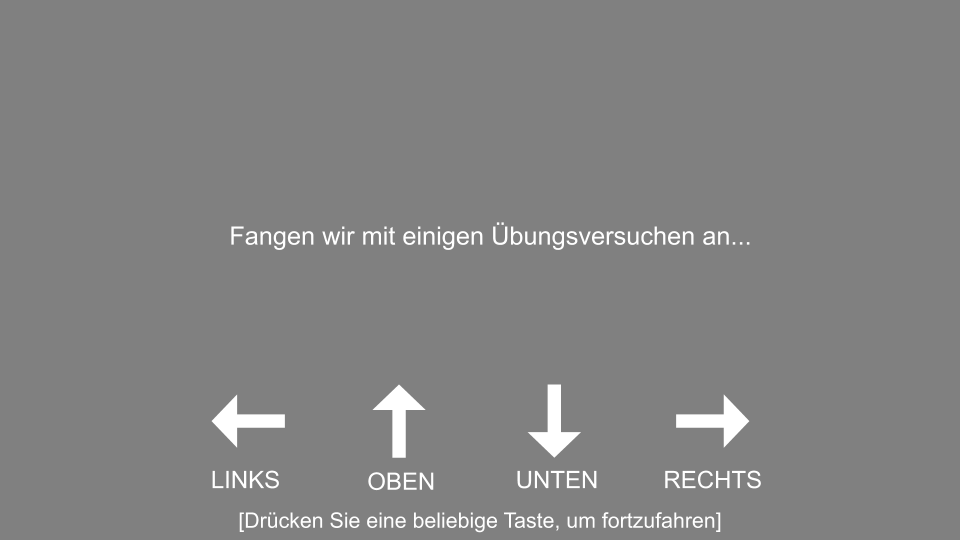 Fangen wir mit einigen Übungsversuchen an...
LINKS OBEN UNTEN RECHTS
[Drücken Sie eine beliebige Taste, um fortzufahren]